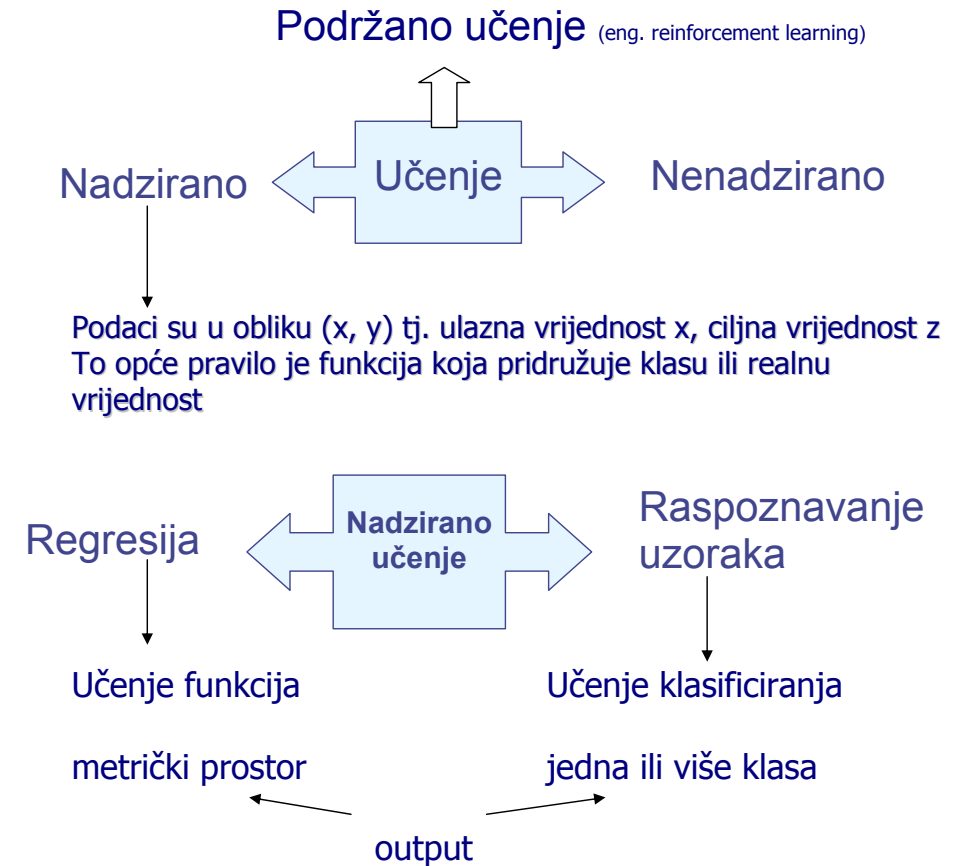 Podržano učenje (eng. reinforcement learning)
Nadzirano
Učenje
Nenadzirano
Podaci su u obliku (x, y) tj. ulazna vrijednost x, ciljna vrijednost z
To opće pravilo je funkcija koja pridružuje klasu ili realnu
vrijednost
Regresija
Nadzirano
učenje
Raspoznavanje
uzoraka
Učenje funkcija
Učenje klasificiranja
metrički prostor
jedna ili više klasa
output